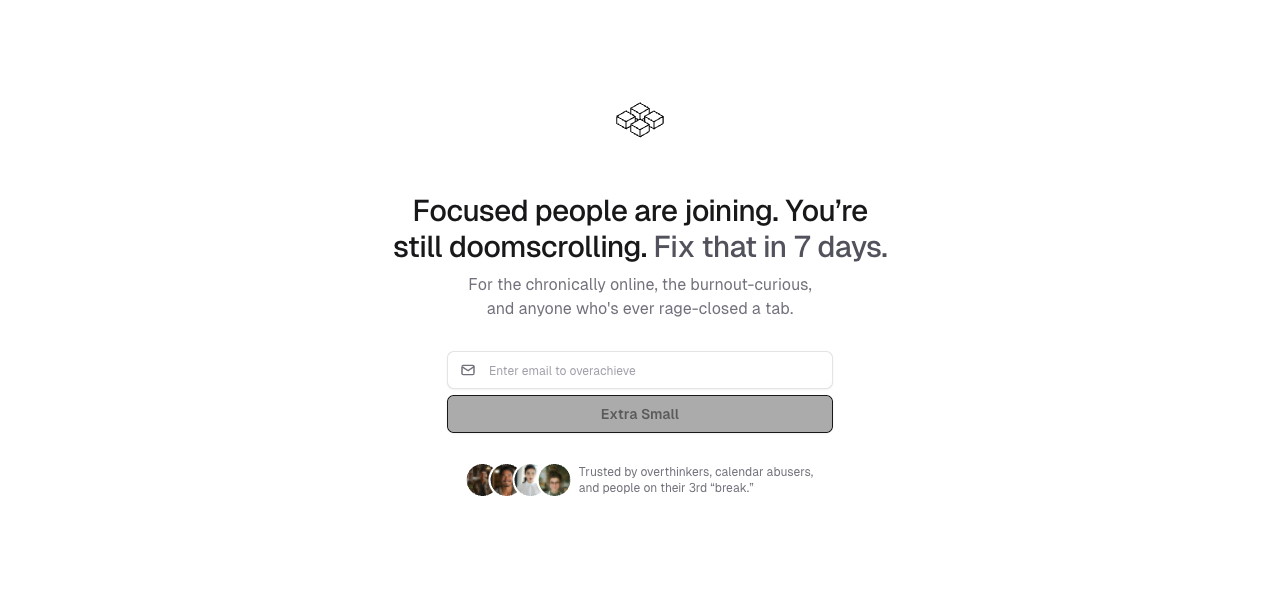 Focused people are joining. You’re
still doomscrolling. Fix that in 7 days.
For the chronically online, the burnout-curious,
and anyone who's ever rage-closed a tab.
Enter email to overachieve
Extra Small
Trusted by overthinkers, calendar abusers,
and people on their 3rd “break.”